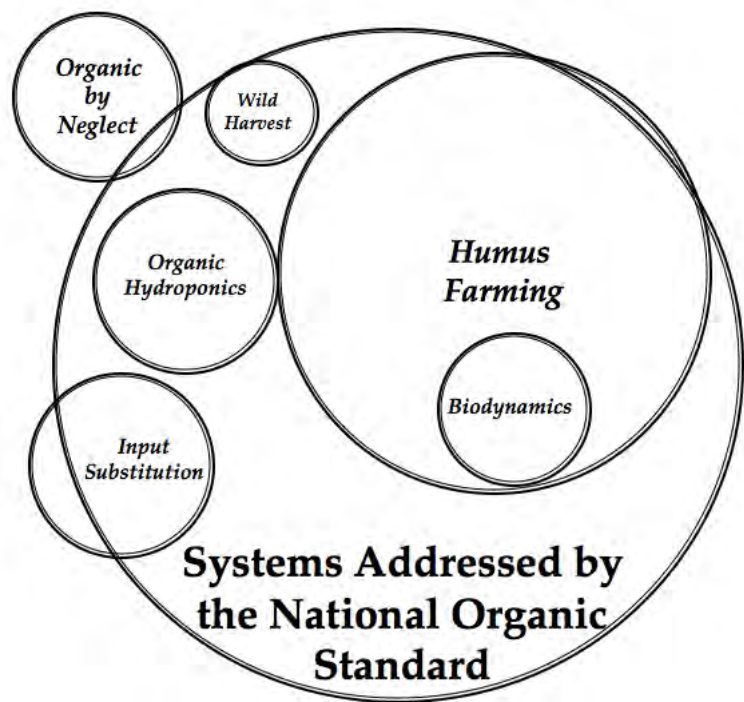 Organic
by
Neglect
Wild
Harvest
Organic
Hydroponics
Humus
Farming
Biodynamics
Input
Substitution
Systems Addressed by
the National Organic
Standard